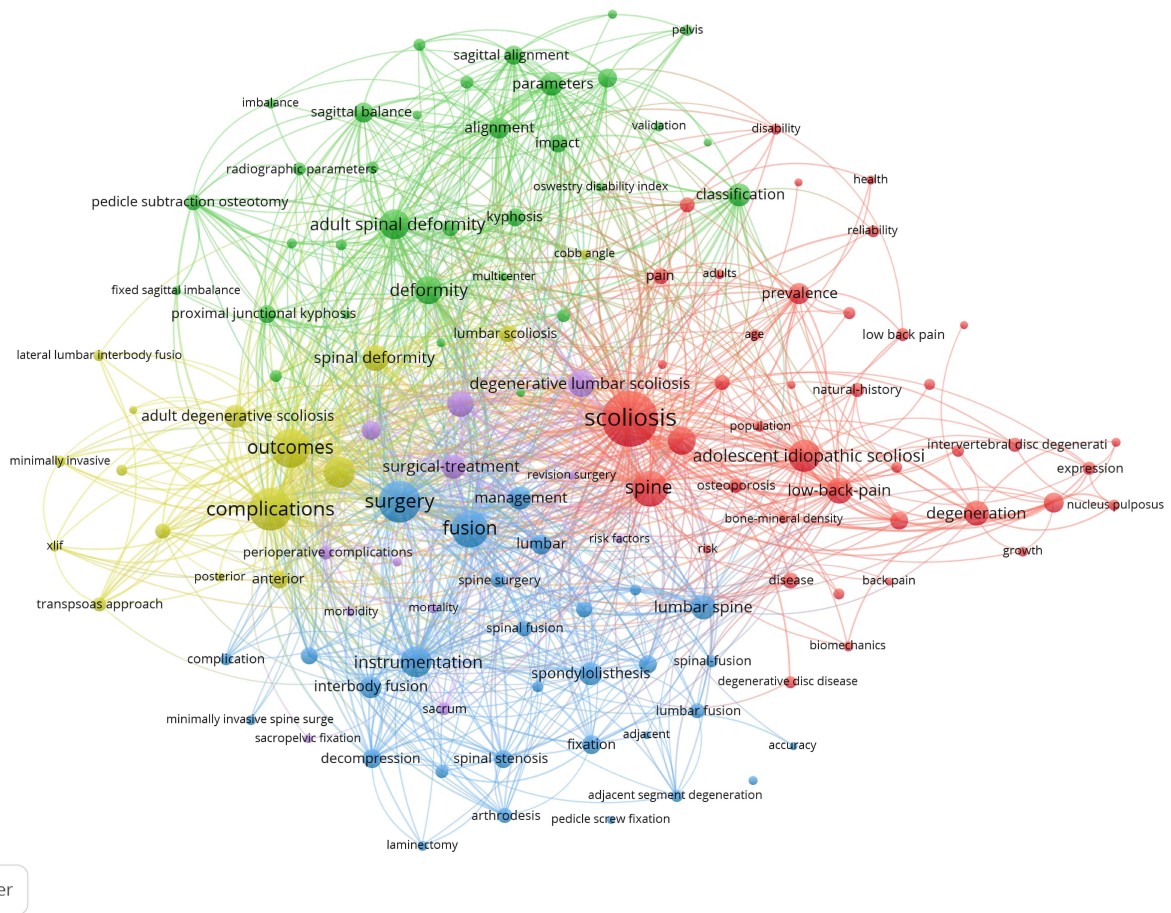 pelvis
sagittal alignment
parameters
imbalance
sagittal balance
alignment
validation
disability
impact
radiographic parameters
health
oswestry disability index
classification
pedicle subtraction osteotomy
kyphosis
adult spinal deformity
reliability
cobb angle
pain
adults
multicenter
deformity
fixed sagittal imbalance
prevalence
proximal junctional kyphosis
lumbar scoliosis
age
low back pain
lateral lumbar interbody fusio
spinal deformity
degenerative lumbar scoliosis
natural-history
adult degenerative scoliosis
scoliosis
population
outcomes
intervertebral disc degenerati
adolescent idiopathic scoliosi
minimally invasive
surgical-treatment
expression
revision surgery
spine
osteoporosis
low-back-pain
surgery
management
nucleus pulposus
complications
degeneration
bone-mineral density
fusion
risk factors
xlif
lumbar
risk
perioperative complications
growth
posterior
anterior
spine surgery
disease
back pain
transpsoas approach
morbidity
mortality
lumbar spine
spinal fusion
biomechanics
complication
instrumentation
spinal-fusion
spondylolisthesis
degenerative disc disease
interbody fusion
sacrum
lumbar fusion
minimally invasive spine surge
adjacent
sacropelvic fixation
fixation
accuracy
decompression
spinal stenosis
adjacent segment degeneration
arthrodesis
pedicle screw fixation
laminectomy
er